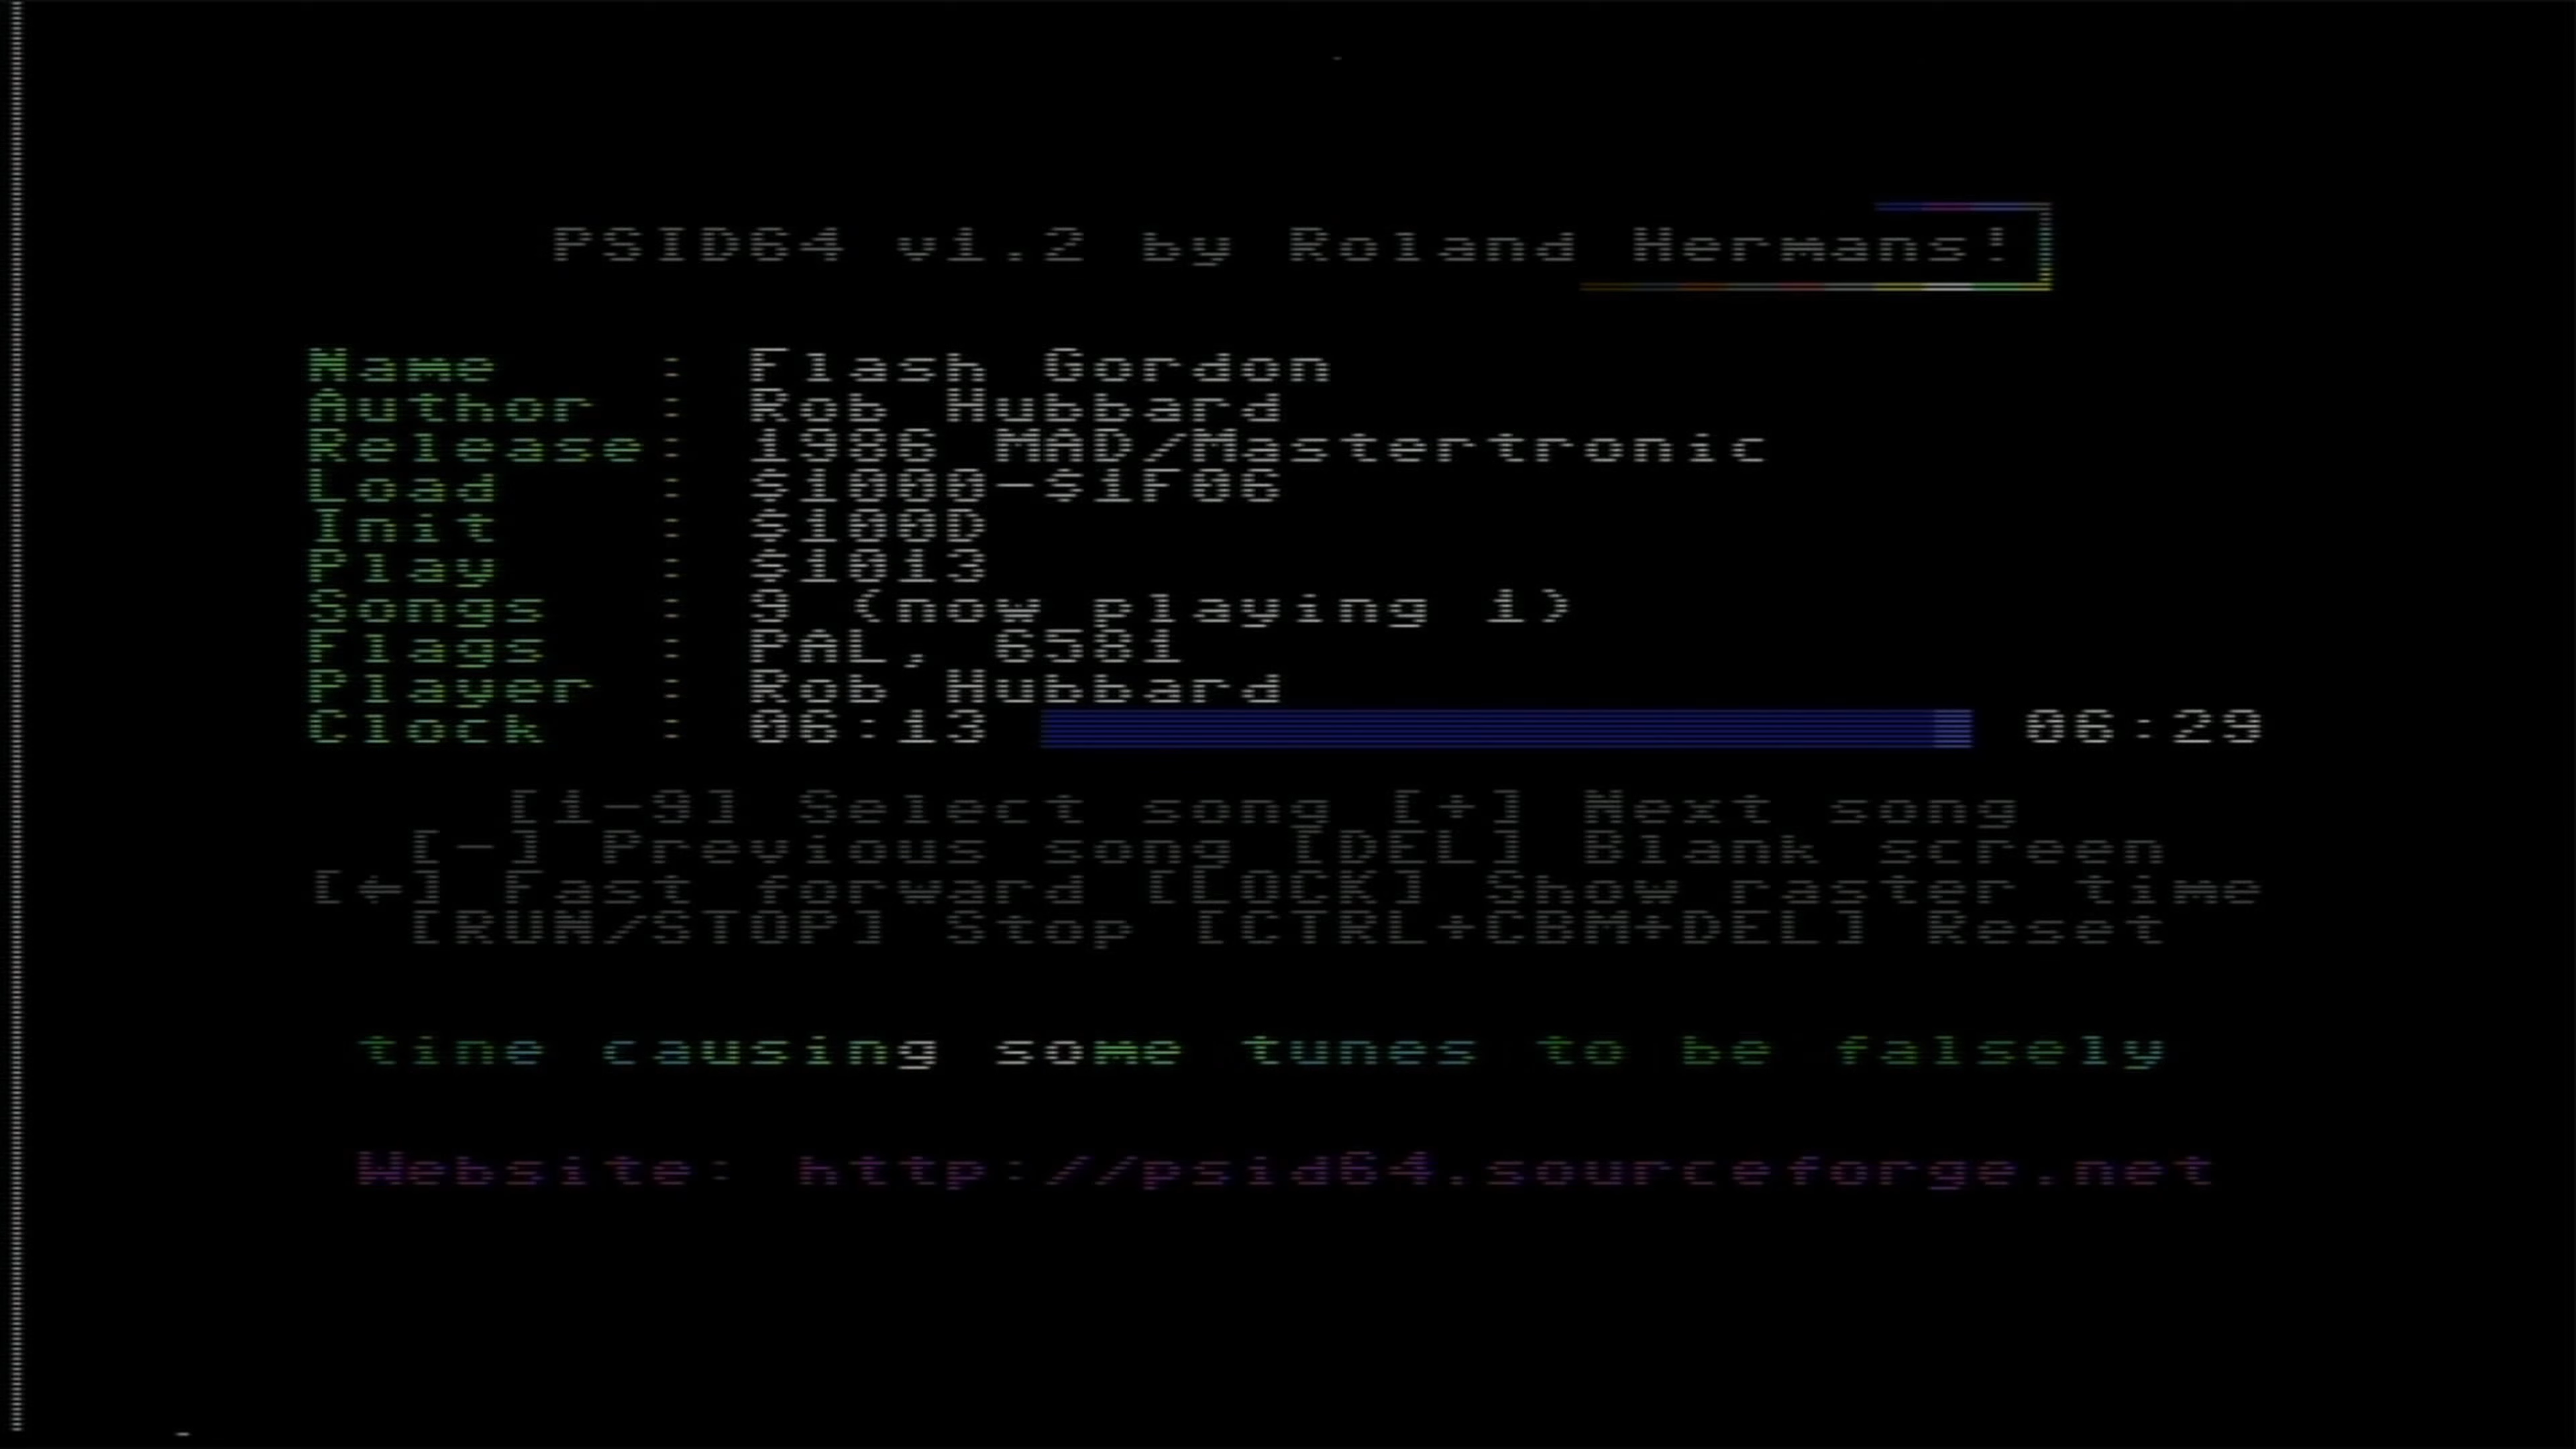 PSID64 v1.2 by Roland Hermans!
Name : Flash Gordon
Author : Rob Hubbard
Release : 1986 MAD/Mastertronic
Load : $1000-$1F06
Init : $100D
Play : $1013
Songs : 9 (now playing 1)
Flags : PAL, 6581
Player : Rob Hubbard
Clock : 06:13 06:29
[1-9] Select song [+] Next song
[-] Previous song [DEL] Blank screen
[←] Fast forward [LOCK] Show raster time
[RUN/STOP] Stop [CTRL+CBM+DEL] Reset
tine causing some tunes to be falsely
Website: http://psid64.sourceforge.net